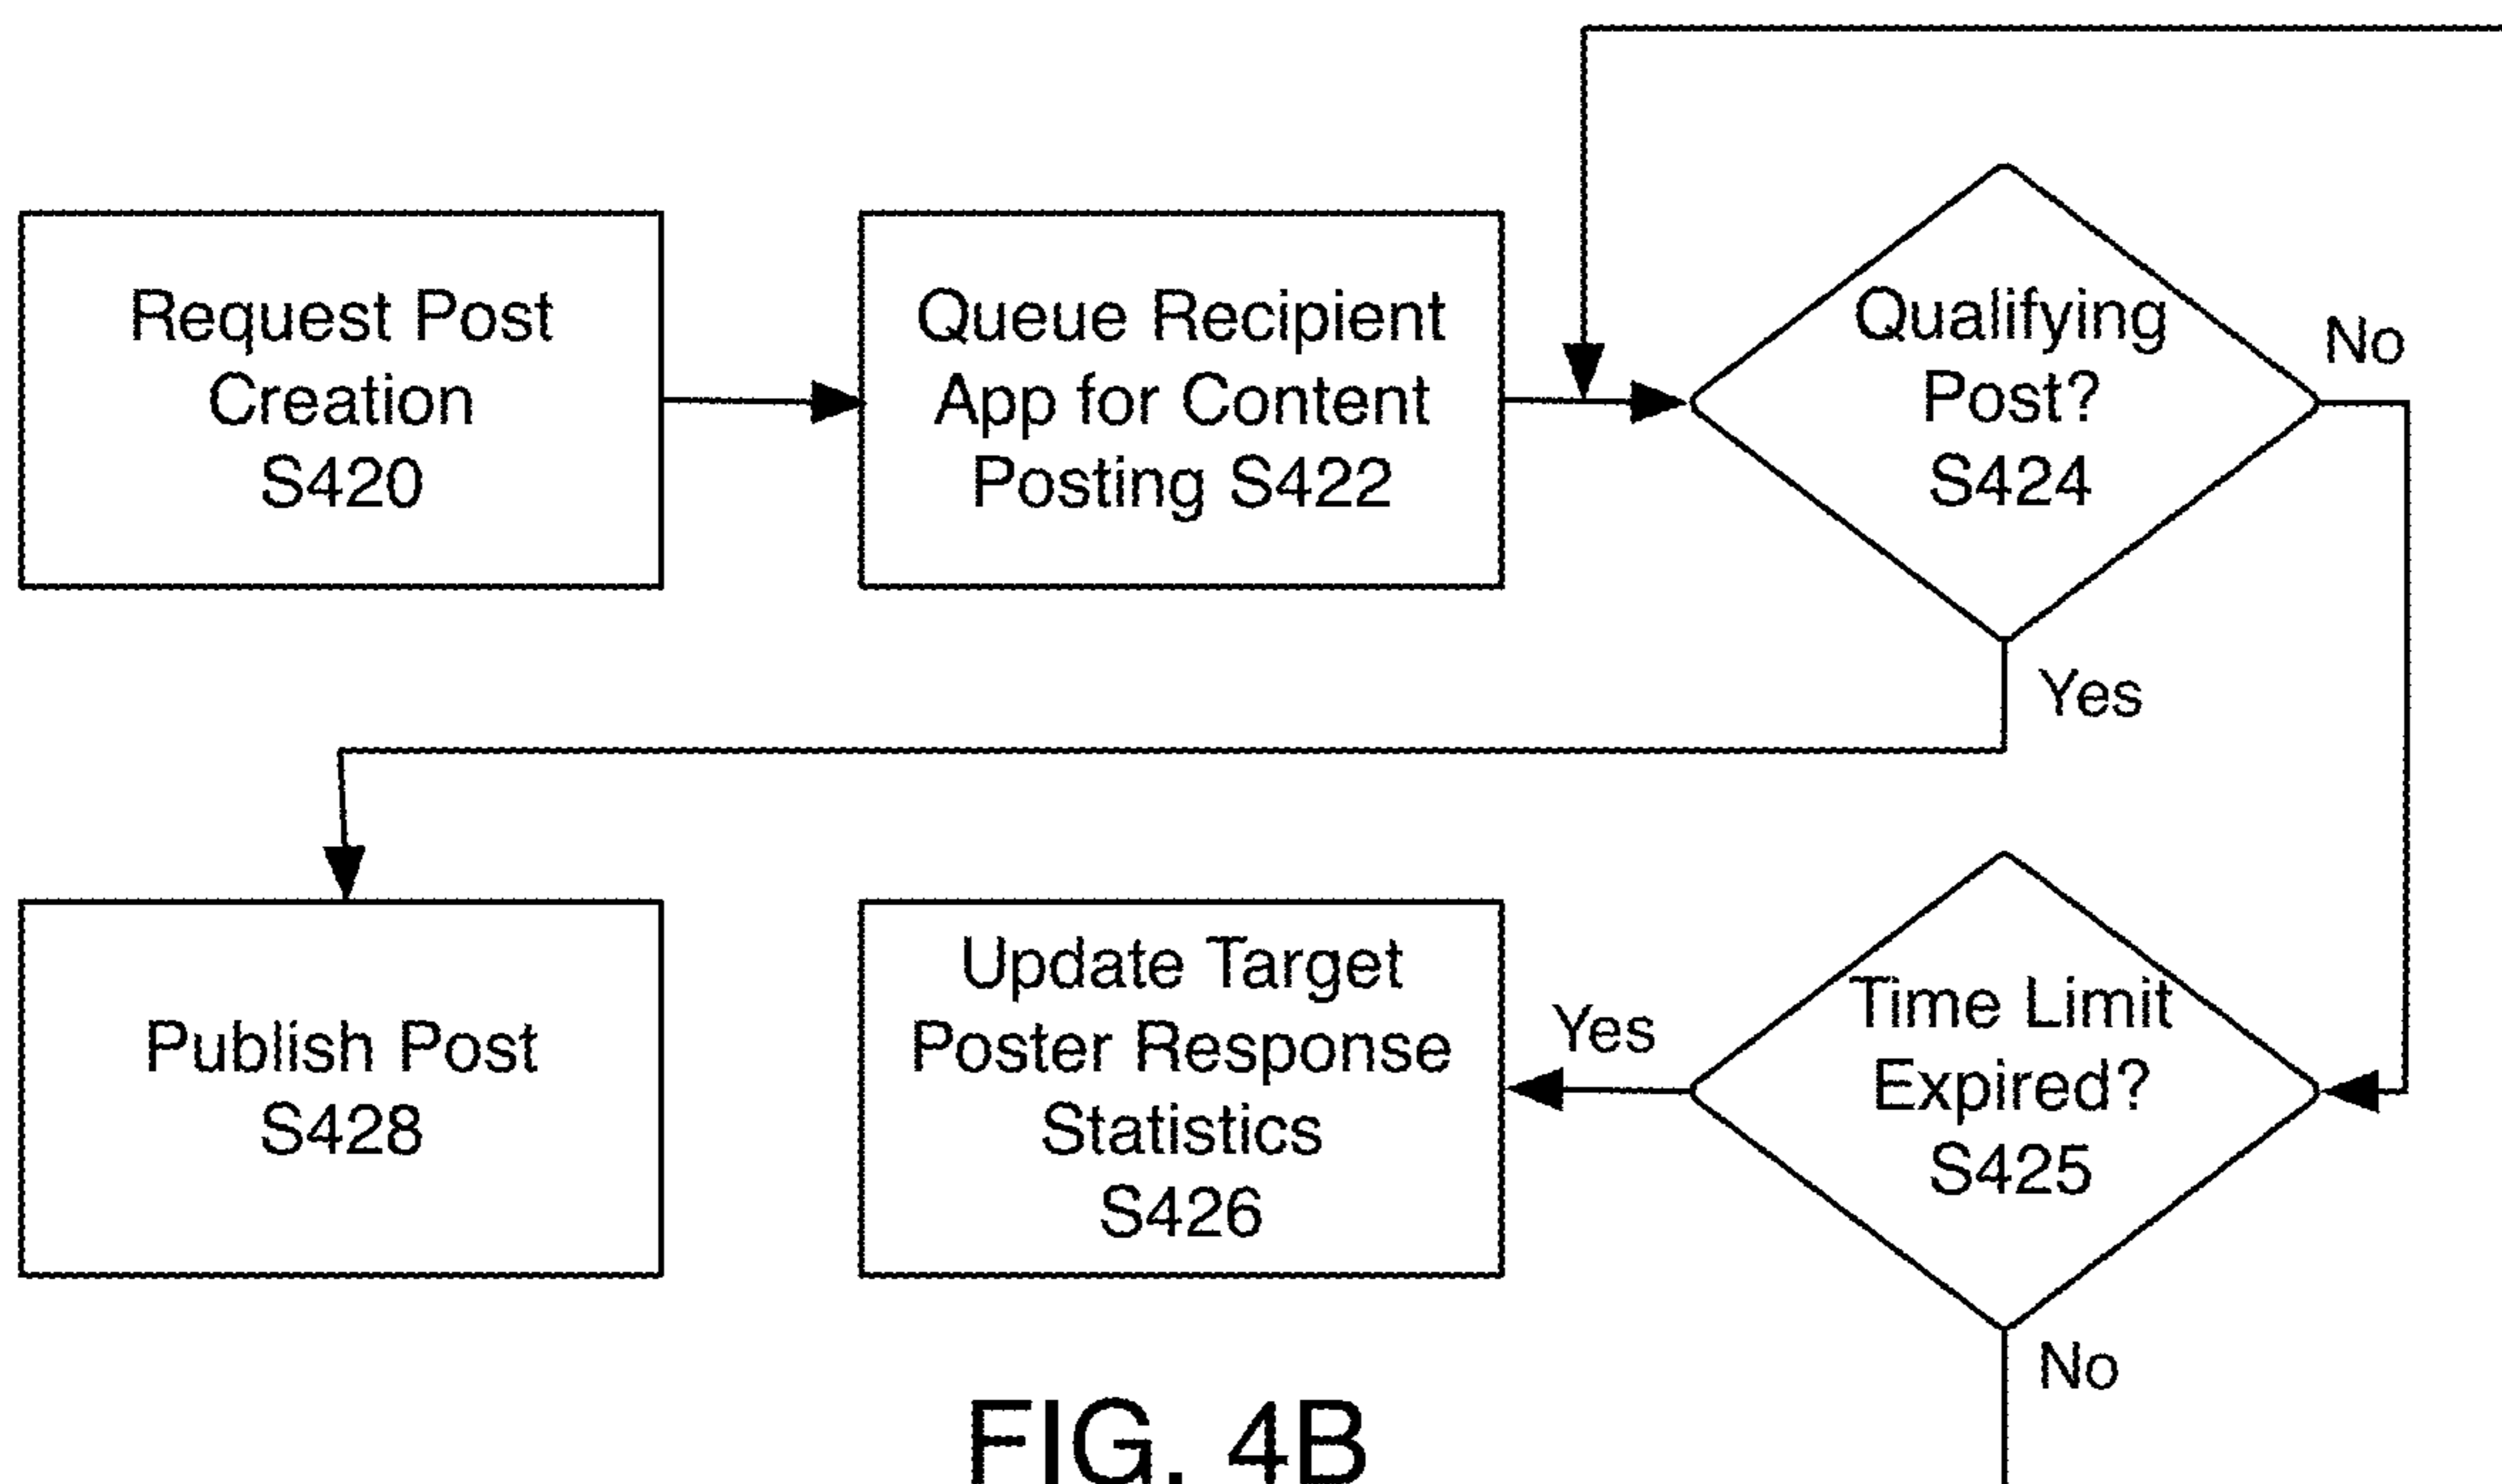 Request Post
Creation
S420
Queue Recipient
App for Content
Posting S422
Qualifying
Post?
S424
No
Yes
Publish Post
S428
Update Target
Poster Response
Statistics
S426
Yes
Time Limit
Expired?
S425
No
FIG. 4B